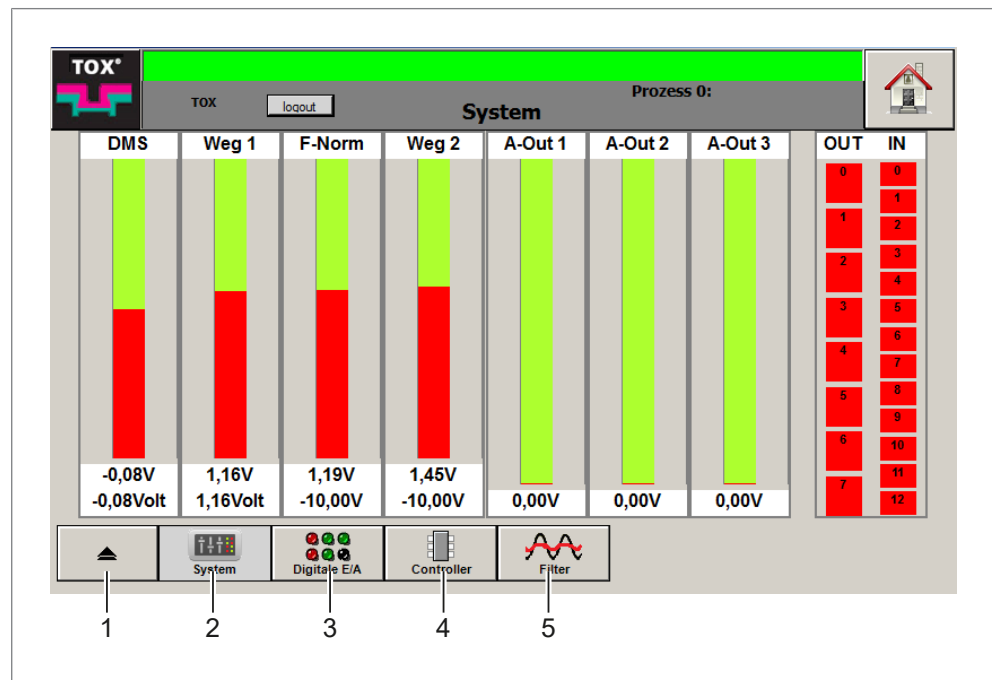 TOX®
TOX
logout
System
Prozess 0:
DMS Weg 1 F-Norm Weg 2 A-Out 1 A-Out 2 A-Out 3 OUT IN
0
1
2
3
4
5
6
7
0
1
2
3
4
5
6
7
8
9
10
11
12
-0,08V 1,16V 1,19V 1,45V
-0,08Volt 1,16Volt -10,00V -10,00V 0,00V 0,00V 0,00V
System Digitale E/A Controller Filter
1 2 3 4 5